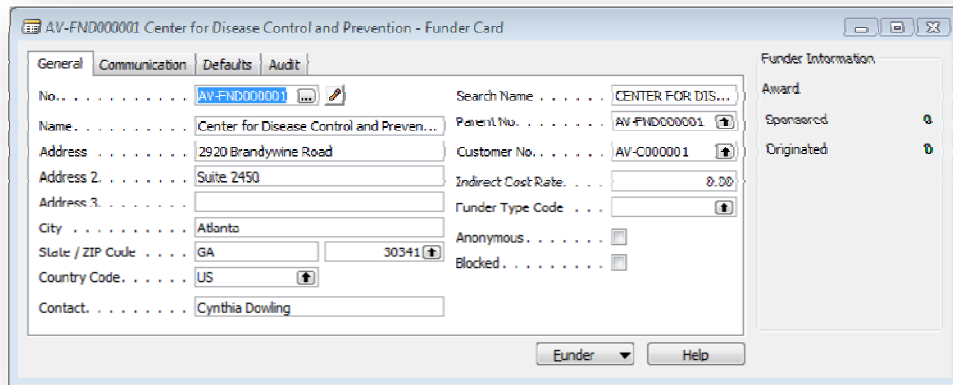 AV-FND000001 Center for Disease Control and Prevention - Funder Card
General Communication Defaults Audit
No. . . . . . . . . . . . AV-FND000001 ...
Name. . . . . . . . . . . Center for Disease Control and Preven...
Address . . . . . . . . 2920 Brandywine Road
Address 2. . . . . . . . Suite 2450
Address 3. . . . . . . .
City . . . . . . . . . . . Atlanta
State / ZIP Code . . . . . GA 30341
Country Code. . . . . . US
Contact. . . . . . . . . Cynthia Dowling
Search Name . . . . . . CENTER FOR DIS...
Parent No. . . . . . . . AV-FND000001
Customer No. . . . . . AV-C000001
Indirect Cost Rate. . . . 0.00
Funder Type Code . . .
Anonymous . . . . . . .
Blocked. . . . . . . . .
Funder Information
Award
Sponsored 0
Originated 0
Funder Help